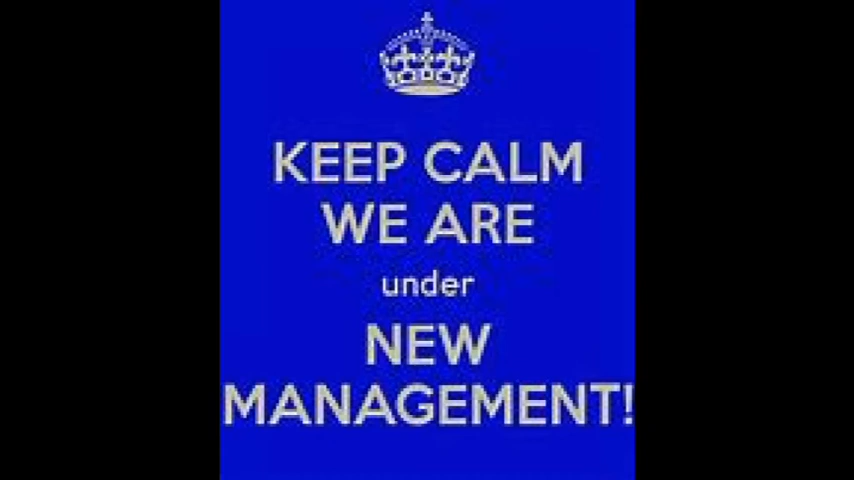 KEEP CALM
WE ARE
under
NEW
MANAGEMENT!